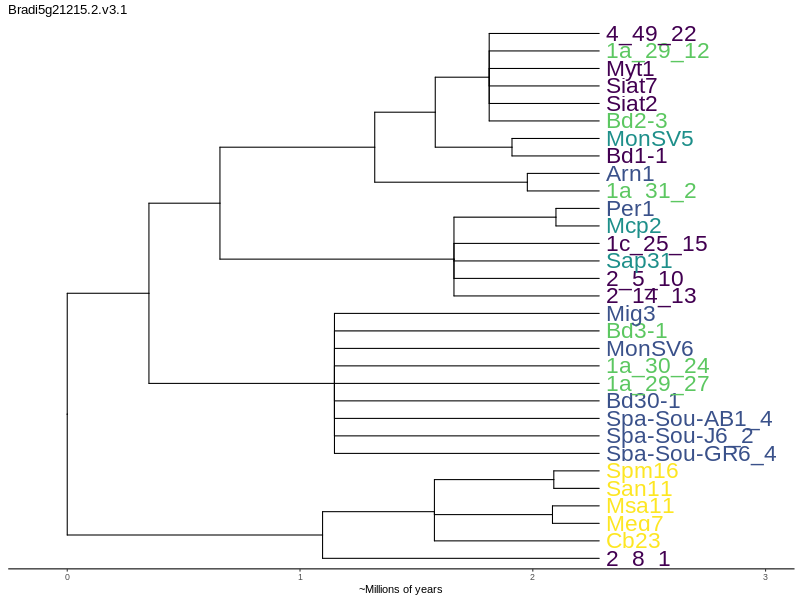 Bradi5g21215.2.v3.1
4_49_22
1a_29_12
Myt1
Siat7
Siat2
Bd2-3
MonSV5
Bd1-1
Arn1
1a_31_2
Per1
Mcp2
1c_25_15
Sap31
2_5_10
2_14_13
Mig3
Bd3-1
MonSV6
1a_30_24
1a_29_27
Bd30-1
Spa-Sou-AB1_4
Spa-Sou-J6_2
Spa-Sou-GR6_4
Spm16
San11
Msa11
Meg7
Cb23
2_8_1
0 1 2 3
~Millions of years